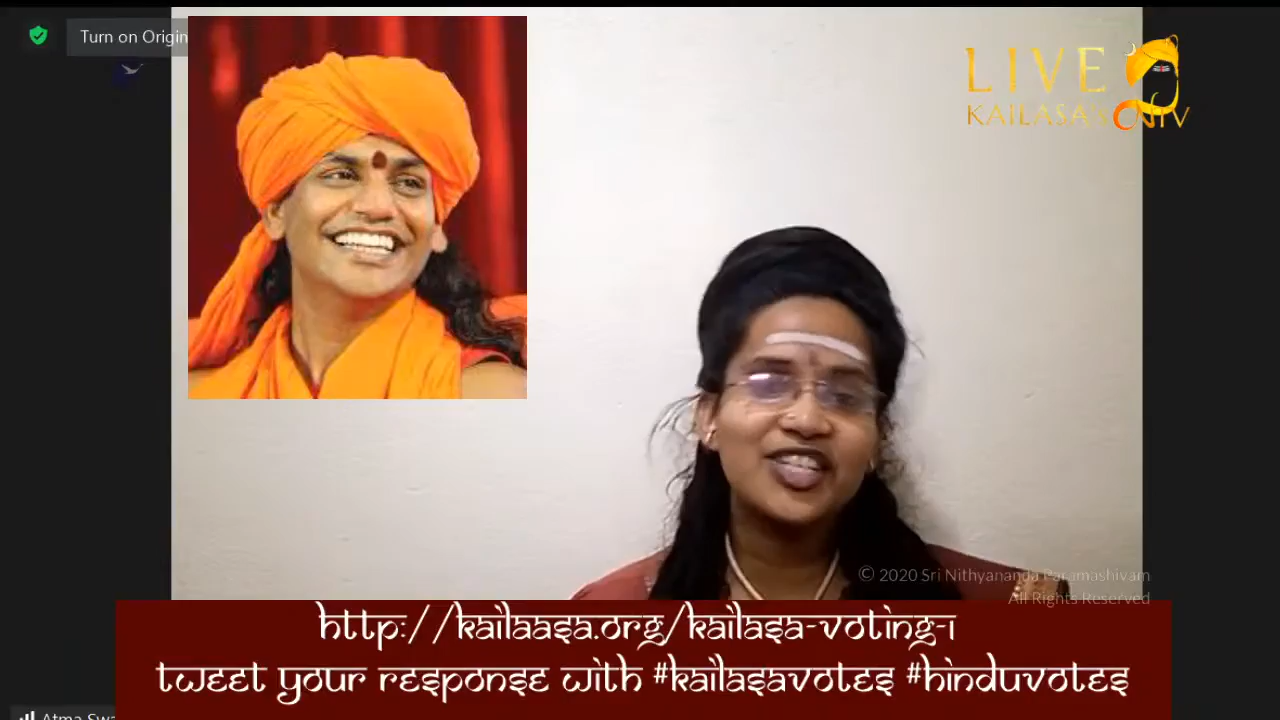 Turn on Origin
LIVE
KAILASA'S NTV
© 2020 Sri Nithyananda Paramashivam
All Rights Reserved
http://kailaasa.org/kailasa-voting-1
tweet your response with #kailasavotes #hinduvotes
Atma Swa